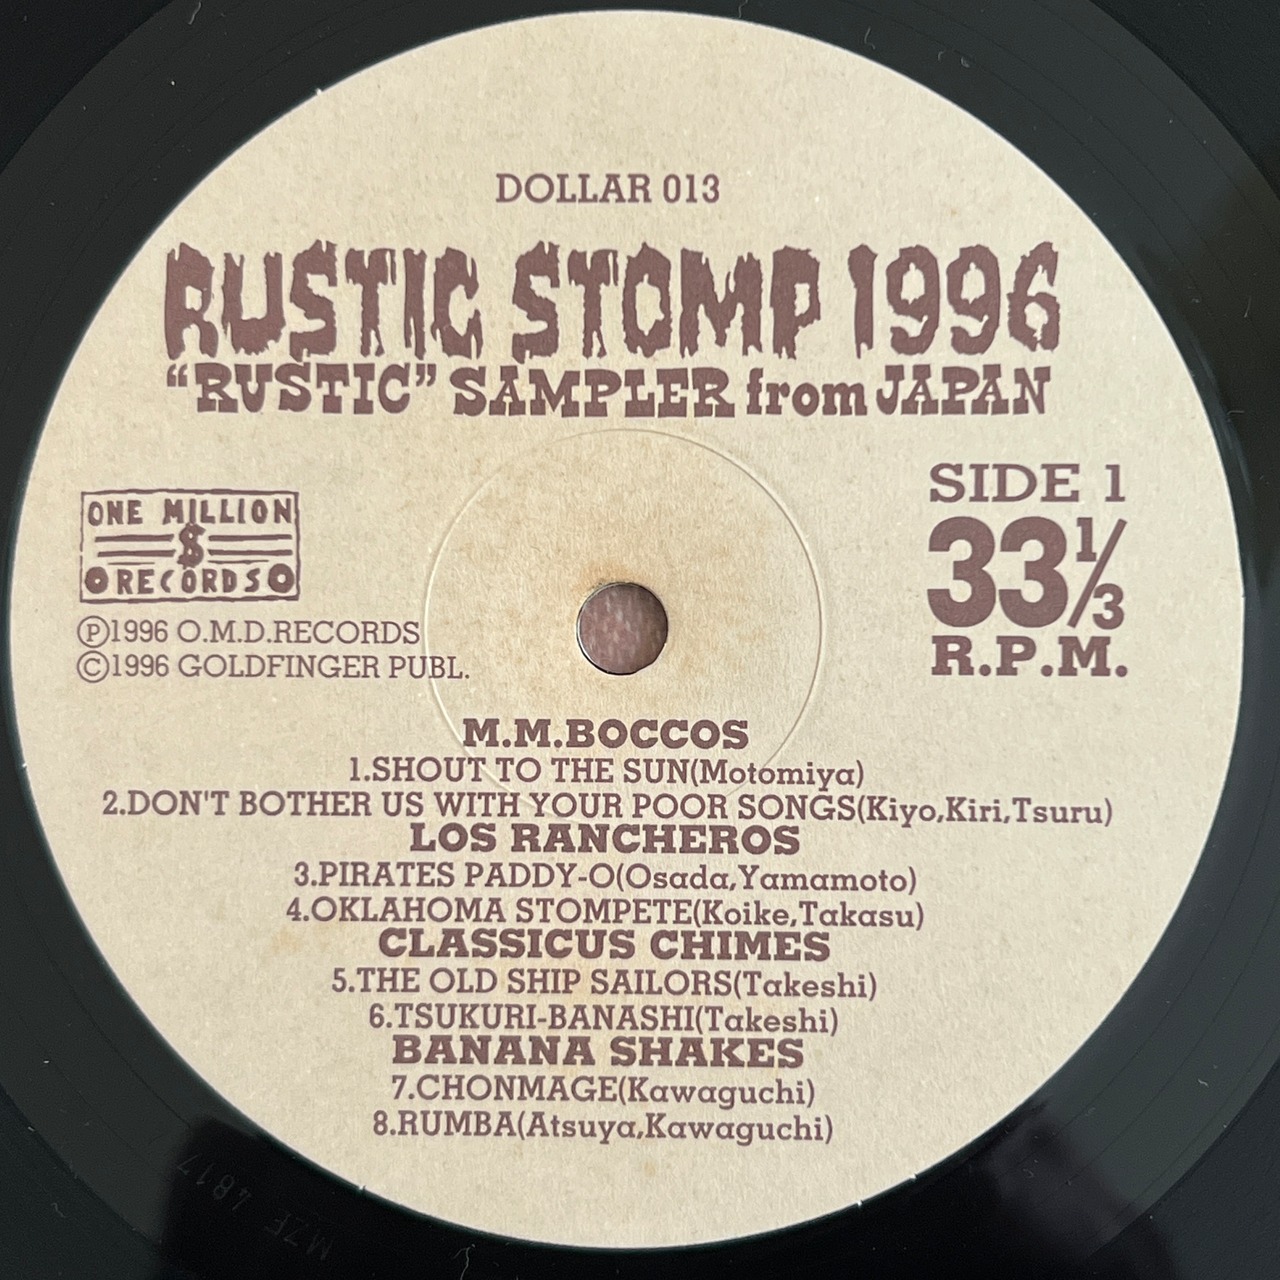 DOLLAR 013
RUSTIC STOMP 1996
“RUSTIC” SAMPLER from JAPAN
SIDE 1
33 1/3
R.P.M.
ONE MILLION
$
RECORDS
Ⓟ1996 O.M.D.RECORDS
©1996 GOLDFINGER PUBL.
M.M.BOCCOS
1.SHOUT TO THE SUN(Motomiya)
2.DON'T BOTHER US WITH YOUR POOR SONGS(Kiyo,Kiri,Tsuru)
LOS RANCHEROS
3.PIRATES PADDY-O(Osada,Yamamoto)
4.OKLAHOMA STOMPETE(Koike,Takasu)
CLASSICUS CHIMES
5.THE OLD SHIP SAILORS(Takeshi)
6.TSUKURI-BANASHI(Takeshi)
BANANA SHAKES
7.CHONMAGE(Kawaguchi)
8.RUMBA(Atsuya,Kawaguchi)